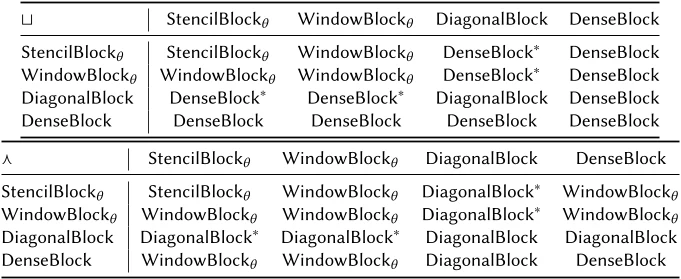 ⊔ StencilBlock_θ WindowBlock_θ DiagonalBlock DenseBlock
StencilBlock_θ StencilBlock_θ WindowBlock_θ DenseBlock* DenseBlock
WindowBlock_θ WindowBlock_θ WindowBlock_θ DenseBlock* DenseBlock
DiagonalBlock DenseBlock* DenseBlock* DiagonalBlock DenseBlock
DenseBlock DenseBlock DenseBlock DenseBlock DenseBlock
⋏ StencilBlock_θ WindowBlock_θ DiagonalBlock DenseBlock
StencilBlock_θ StencilBlock_θ WindowBlock_θ DiagonalBlock* WindowBlock_θ
WindowBlock_θ WindowBlock_θ WindowBlock_θ DiagonalBlock* WindowBlock_θ
DiagonalBlock DiagonalBlock* DiagonalBlock* DiagonalBlock DiagonalBlock
DenseBlock WindowBlock_θ WindowBlock_θ DiagonalBlock DenseBlock